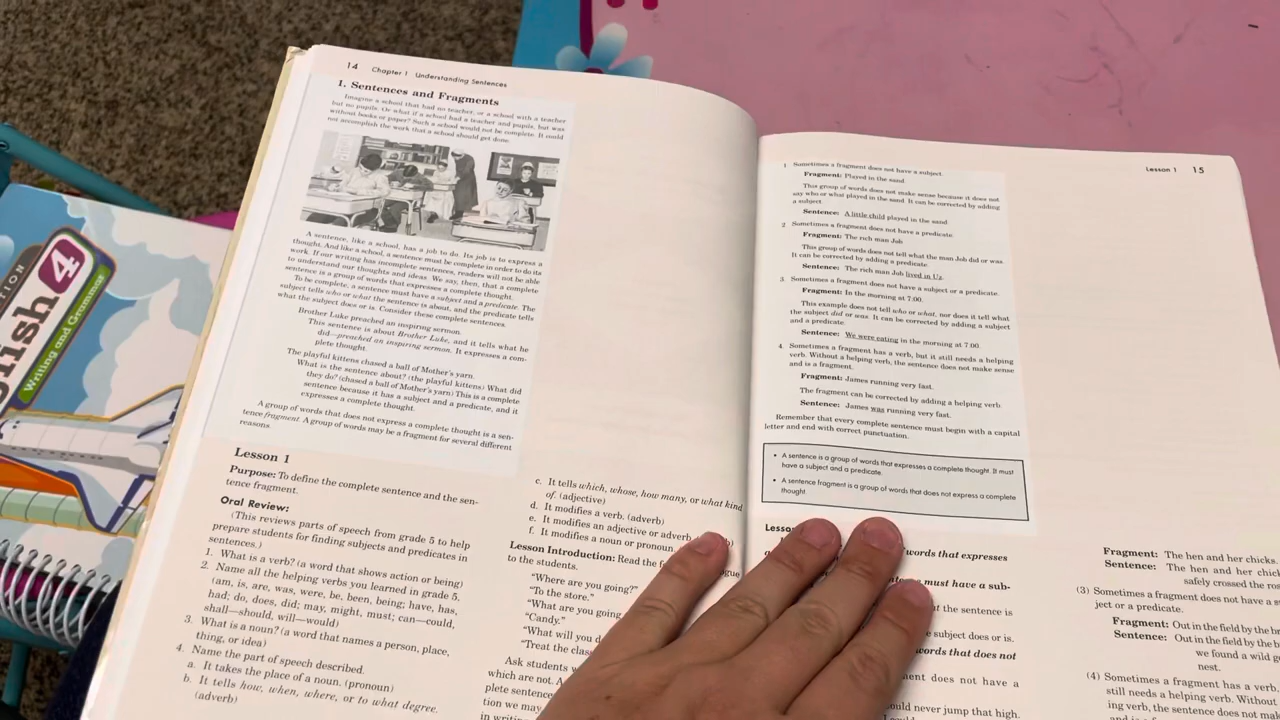 14 Chapter 1 Understanding Sentences
1. Sentences and Fragments
Imagine a school that had no teacher, or a school with a teacher
but no pupils. Or what if a school had a teacher and pupils, but was
without books or paper? Such a school would not be complete. It could
not accomplish the work that a school should get done.
A sentence, like a school, has a job to do. Its job is to express a
thought. And like a school, a sentence must be complete in order to do its
work. If our writing has incomplete sentences, readers will not be able
to understand our thoughts and ideas. We say, then, that a complete
sentence is a group of words that expresses a complete thought.
To be complete, a sentence must have a subject and a predicate. The
subject tells who or what the sentence is about, and the predicate tells
what the subject does or is. Consider these complete sentences.
Brother Luke preached an inspiring sermon.
This sentence is about Brother Luke, and it tells what he
did—preached an inspiring sermon. It expresses a com-
plete thought.
The playful kittens chased a ball of Mother's yarn.
What is the sentence about? (the playful kittens) What did
they do? (chased a ball of Mother's yarn) This is a complete
sentence because it has a subject and a predicate, and it
expresses a complete thought.
A group of words that does not express a complete thought is a sen-
tence fragment. A group of words may be a fragment for several different
reasons.
Lesson 1
Purpose: To define the complete sentence and the sen-
tence fragment.
Oral Review:
(This reviews parts of speech from grade 5 to help
prepare students for finding subjects and predicates in
sentences.)
1. What is a verb? (a word that shows action or being)
2. Name all the helping verbs you learned in grade 5.
(am, is, are, was, were, be, been, being; have, has,
had; do, does, did; may, might, must; can—could,
shall—should, will—would)
3. What is a noun? (a word that names a person, place,
thing, or idea)
4. Name the part of speech described.
a. It takes the place of a noun. (pronoun)
b. It tells how, when, where, or to what degree.
(adverb)
c. It tells which, whose, how many, or what kind
of. (adjective)
d. It modifies a verb. (adverb)
e. It modifies an adjective or adverb.
f. It modifies a noun or pronoun.
Lesson Introduction: Read the
to the students.
"Where are you going?"
"To the store."
"What are you going
"Candy."
"What will you d
"Treat the class
Ask students
which are not. A
plete sentence
tion we may
in writin
Lesson 1 15
1. Sometimes a fragment does not have a subject.
Fragment: Played in the sand.
This group of words does not make sense because it does not
say who or what played in the sand. It can be corrected by adding
a subject.
Sentence: A little child played in the sand.
2. Sometimes a fragment does not have a predicate.
Fragment: The rich man Job
This group of words does not tell what the man Job did or was.
It can be corrected by adding a predicate.
Sentence: The rich man Job lived in Uz.
3. Sometimes a fragment does not have a subject or a predicate.
Fragment: In the morning at 7:00.
This example does not tell who or what, nor does it tell what
the subject did or was. It can be corrected by adding a subject
and a predicate.
Sentence: We were eating in the morning at 7:00.
4. Sometimes a fragment has a verb, but it still needs a helping
verb. Without a helping verb, the sentence does not make sense
and is a fragment.
Fragment: James running very fast.
The fragment can be corrected by adding a helping verb.
Sentence: James was running very fast.
Remember that every complete sentence must begin with a capital
letter and end with correct punctuation.
• A sentence is a group of words that expresses a complete thought. It must
have a subject and a predicate.
• A sentence fragment is a group of words that does not express a complete
thought.
Lesso
words that expresses
must have a sub-
t the sentence is
e subject does or is.
words that does not
ment does not have a
ould never jump that high.
Fragment: The hen and her chicks.
Sentence: The hen and her chick
safely crossed the roa
(3) Sometimes a fragment does not have a s
ject or a predicate.
Fragment: Out in the field by the b
Sentence: Out in the field by the
we found a wild g
nest.
(4) Sometimes a fragment has a verb,
still needs a helping verb. Without
ing verb, the sentence does not mak
glish 4
Writing and Grammar